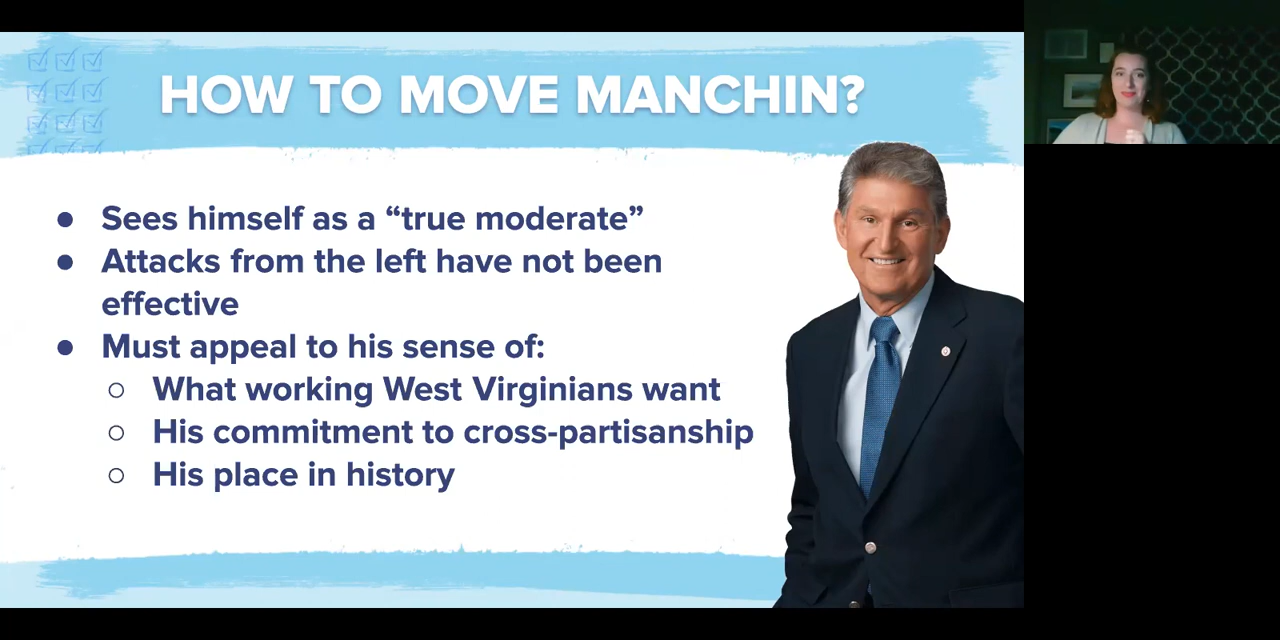 HOW TO MOVE MANCHIN?
● Sees himself as a “true moderate”
● Attacks from the left have not been
effective
● Must appeal to his sense of:
○ What working West Virginians want
○ His commitment to cross-partisanship
○ His place in history